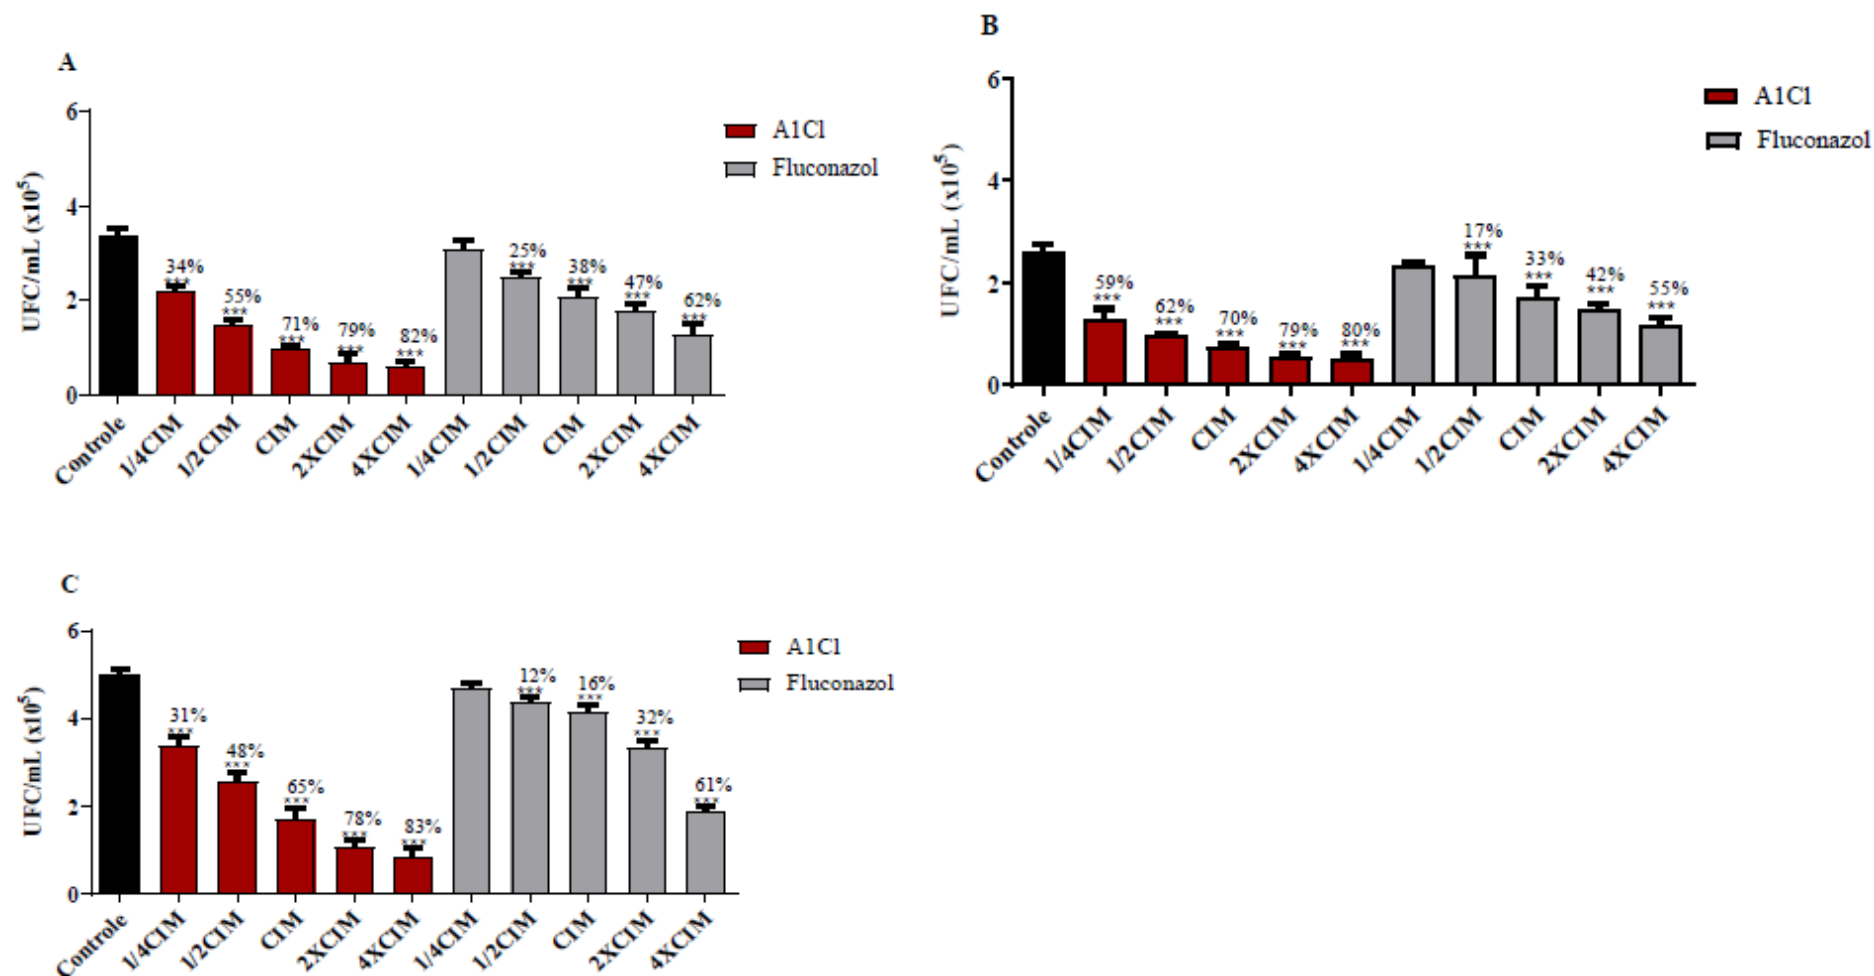 A
UFC/mL (x10⁵)
6
4
2
0
A1Cl
Fluconazol
34%
***
55%
***
71%
***
79%
***
82%
***
25%
***
38%
***
47%
***
62%
***
Controle
1/4CIM
1/2CIM
CIM
2XCIM
4XCIM
1/4CIM
1/2CIM
CIM
2XCIM
4XCIM
B
UFC/mL (x10⁵)
6
4
2
0
A1Cl
Fluconazol
59%
***
62%
***
70%
***
79%
***
80%
***
17%
***
33%
***
42%
***
55%
***
Controle
1/4CIM
1/2CIM
CIM
2XCIM
4XCIM
1/4CIM
1/2CIM
CIM
2XCIM
4XCIM
C
UFC/mL (x10⁵)
6
4
2
0
A1Cl
Fluconazol
31%
***
48%
***
65%
***
78%
***
83%
***
12%
***
16%
***
32%
***
61%
***
Controle
1/4CIM
1/2CIM
CIM
2XCIM
4XCIM
1/4CIM
1/2CIM
CIM
2XCIM
4XCIM